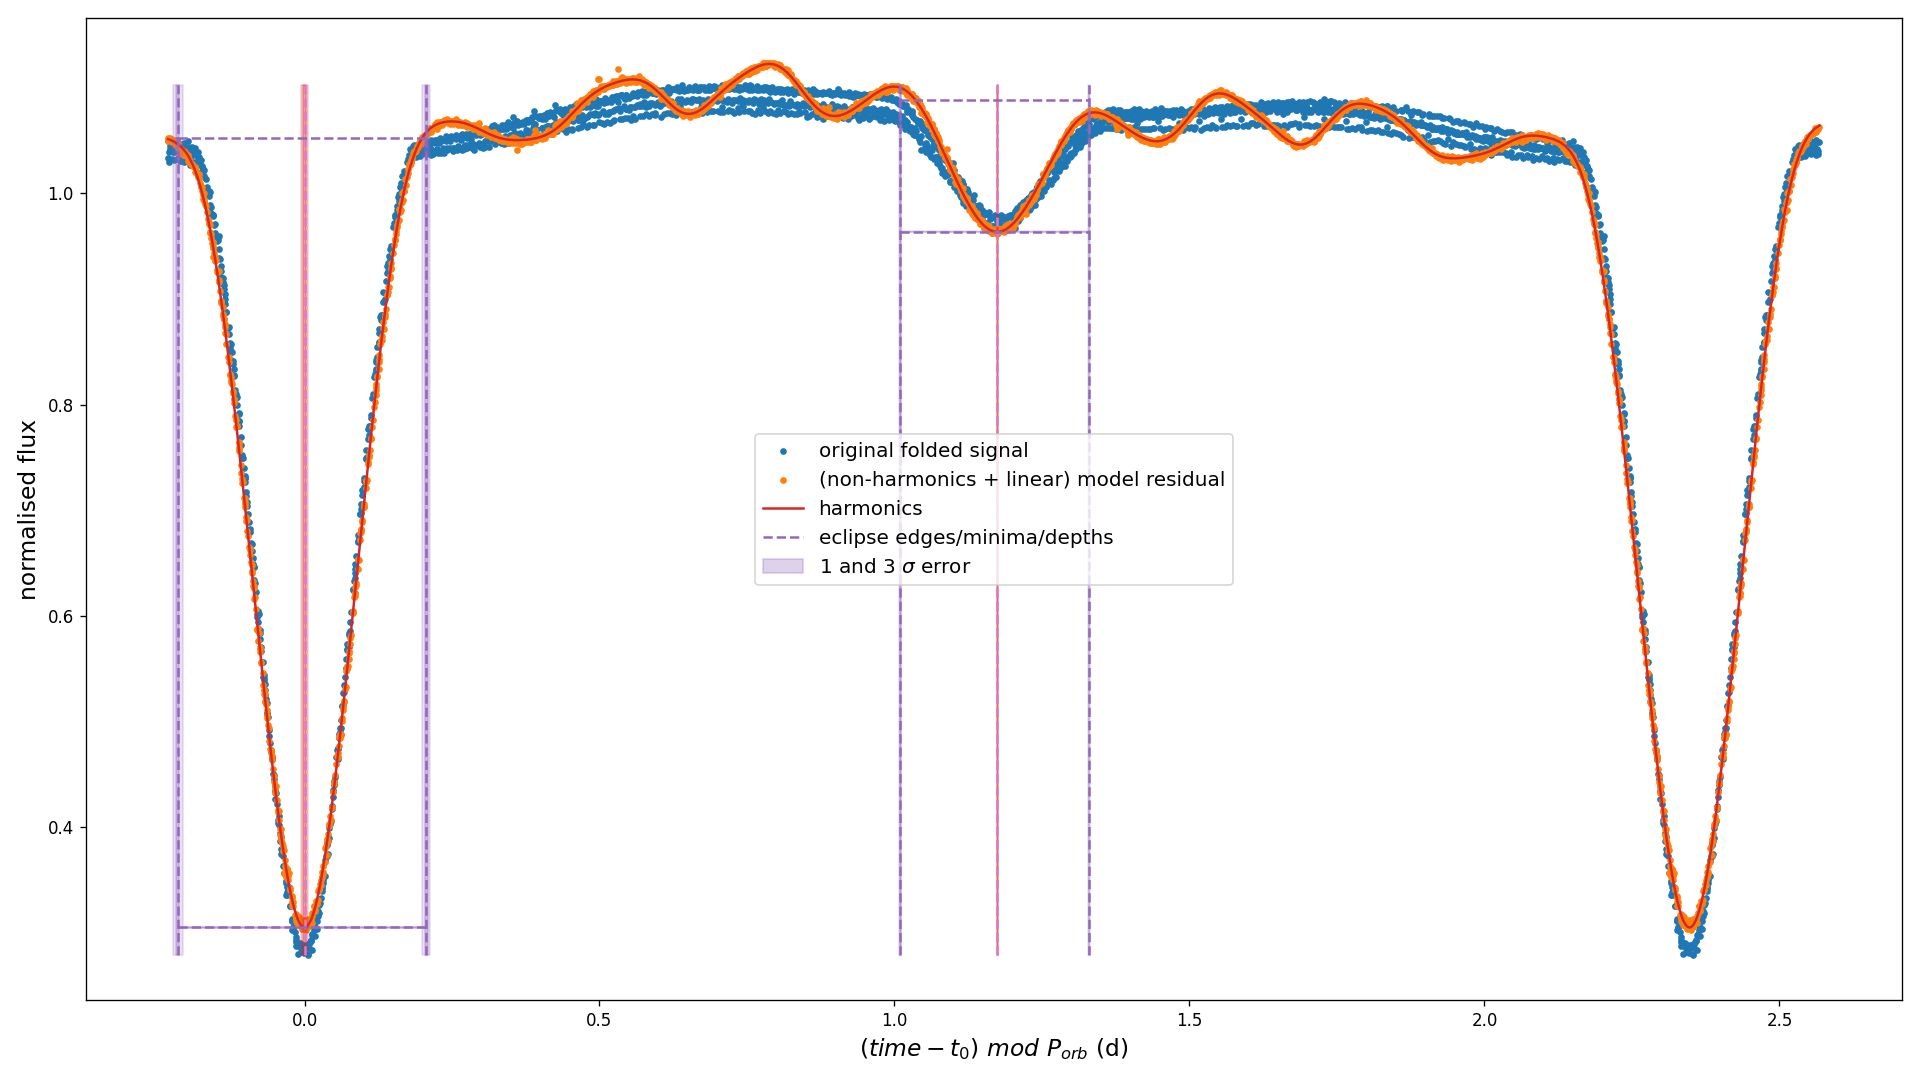 normalised flux
1.0
0.8
0.6
0.4
original folded signal
(non-harmonics + linear) model residual
harmonics
eclipse edges/minima/depths
1 and 3 σ error
0.0 0.5 1.0 1.5 2.0 2.5
(time − t₀) mod P_orb (d)